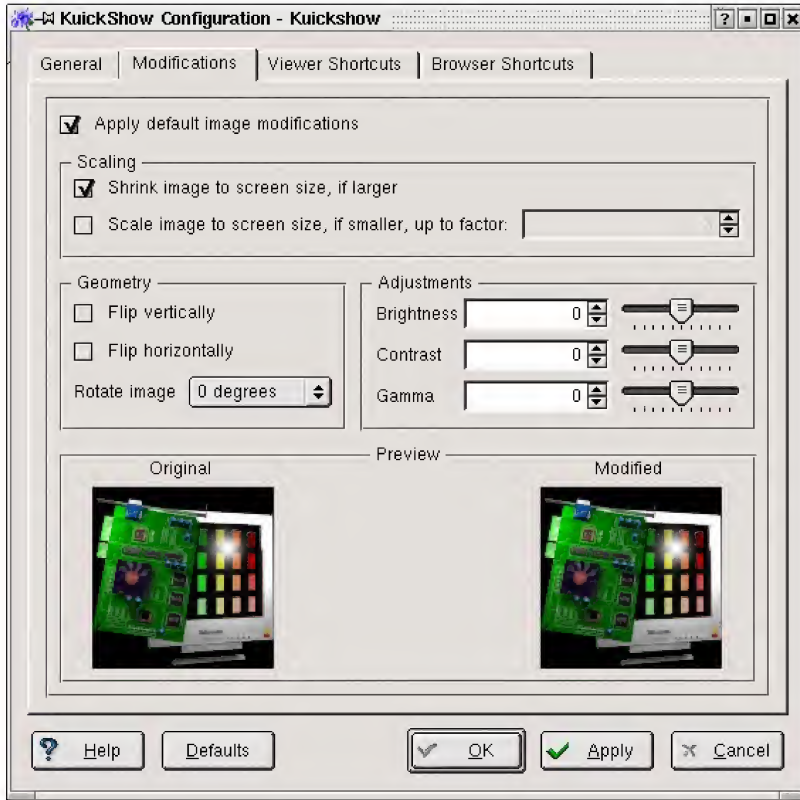 KuickShow Configuration - Kuickshow
General Modifications Viewer Shortcuts Browser Shortcuts
Apply default image modifications
Scaling
Shrink image to screen size, if larger
Scale image to screen size, if smaller, up to factor:
Geometry
Flip vertically
Flip horizontally
Rotate image 0 degrees
Adjustments
Brightness 0
Contrast 0
Gamma 0
Preview
Original
Modified
Help Defaults OK Apply Cancel